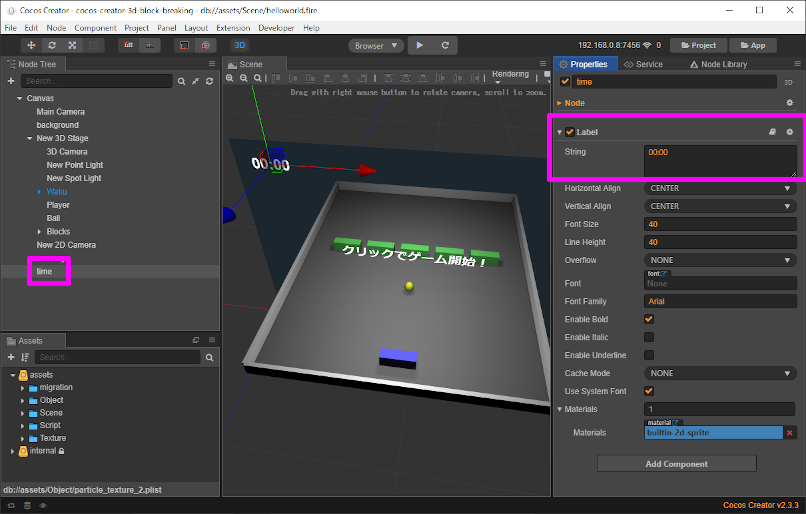 Cocos Creator - cocos-creator-3d-block-breaking - db://assets/Scene/helloworld.fire
File Edit Node Component Project Panel Layout Extension Developer Help
3D Browser 192.168.0.8:7456 0 Project App
Node Tree
Search...
Canvas
Main Camera
background
New 3D Stage
3D Camera
New Point Light
New Spot Light
Waku
Player
Ball
Blocks
New 2D Camera
time
Assets
Search...
assets
migration
Object
Scene
Script
Texture
internal
db://assets/Object/particle_texture_2.plist
Scene
Rendering
Drag with right mouse button to rotate camera, scroll to zoom.
00:00
クリックでゲーム開始！
Properties Service Node Library
time 3D
Node
Label
String 00:00
Horizontal Align CENTER
Vertical Align CENTER
Font Size 40
Line Height 40
Overflow NONE
font
Font None
Font Family Arial
Enable Bold
Enable Italic
Enable Underline
Cache Mode NONE
Use System Font
Materials 1
material
Materials builtin-2d-sprite
Add Component
Cocos Creator v2.3.3